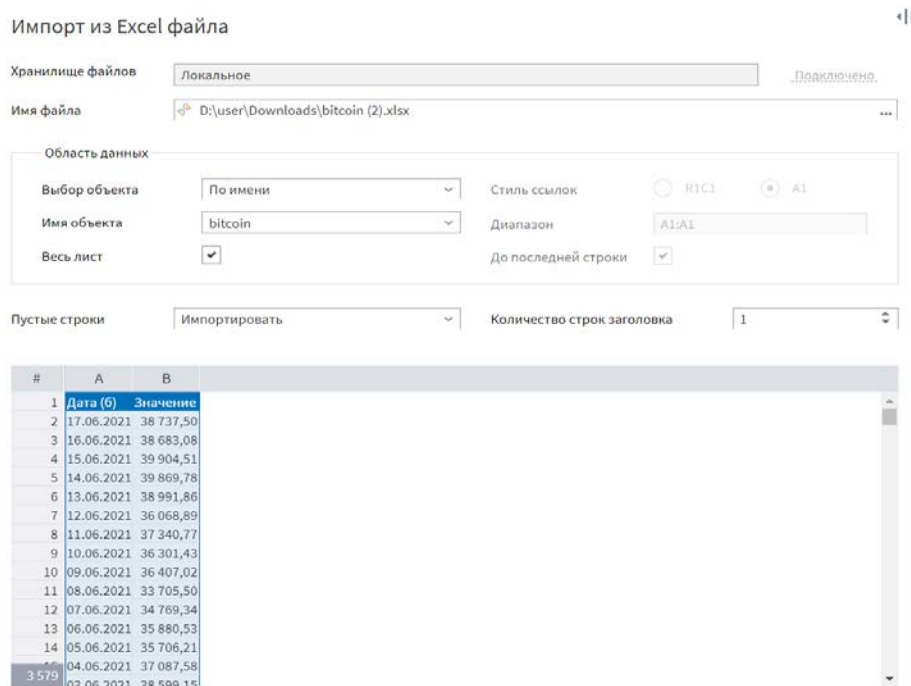 Импорт из Excel файла
Хранилище файлов Локальное Подключено
Имя файла D:\user\Downloads\bitcoin (2).xlsx ...
Область данных
Выбор объекта По имени Стиль ссылок R1C1 A1
Имя объекта bitcoin Диапазон A1:A1
Весь лист До последней строки
Пустые строки Импортировать Количество строк заголовка 1
# A B
1 Дата (б) Значение
2 17.06.2021 38 737,50
3 16.06.2021 38 683,08
4 15.06.2021 39 904,51
5 14.06.2021 39 869,78
6 13.06.2021 38 991,86
7 12.06.2021 36 068,89
8 11.06.2021 37 340,77
9 10.06.2021 36 301,43
10 09.06.2021 36 407,02
11 08.06.2021 33 705,50
12 07.06.2021 34 769,34
13 06.06.2021 35 880,53
14 05.06.2021 35 706,21
04.06.2021 37 087,58
3 579 03.06.2021 38 599,15